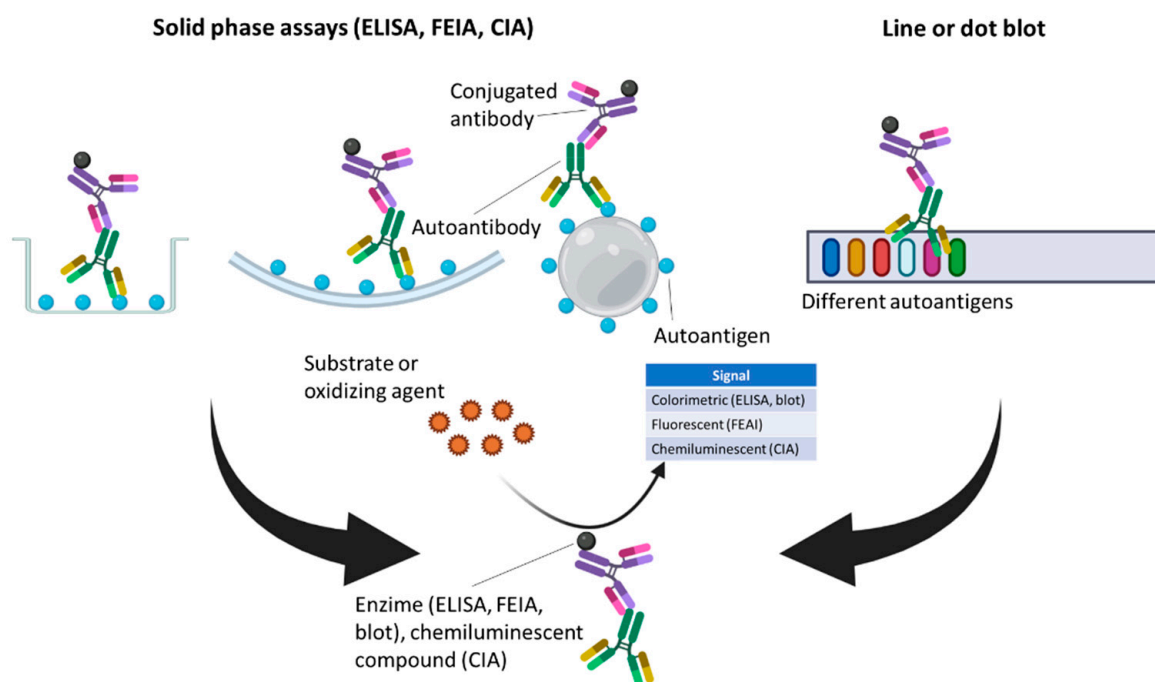 Solid phase assays (ELISA, FEIA, CIA)
Line or dot blot
Conjugated
antibody
Autoantibody
Different autoantigens
Autoantigen
Substrate or
oxidizing agent
Signal
Colorimetric (ELISA, blot)
Fluorescent (FEAI)
Chemiluminescent (CIA)
Enzime (ELISA, FEIA,
blot), chemiluminescent
compound (CIA)